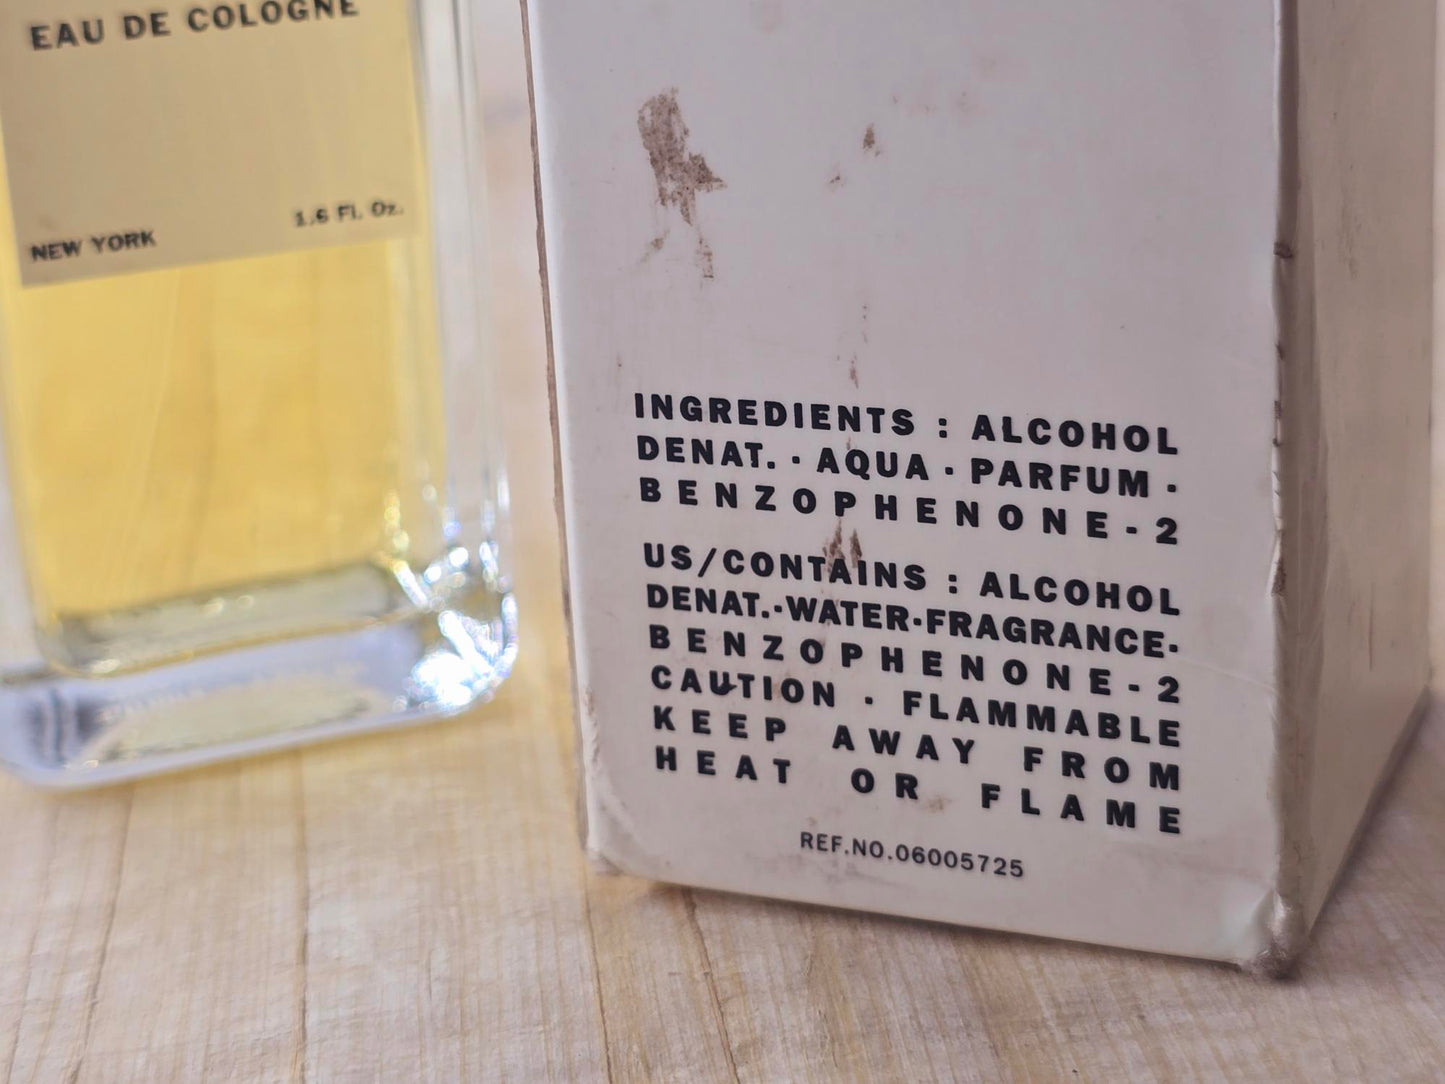 EAU DE COLOGNE
NEW YORK
1.6 Fl. Oz.
INGREDIENTS : ALCOHOL
DENAT. · AQUA · PARFUM ·
BENZOPHENONE-2
US/CONTAINS : ALCOHOL
DENAT.·WATER·FRAGRANCE·
BENZOPHENONE-2
CAUTION · FLAMMABLE
KEEP AWAY FROM
HEAT OR FLAME
REF.NO.06005725